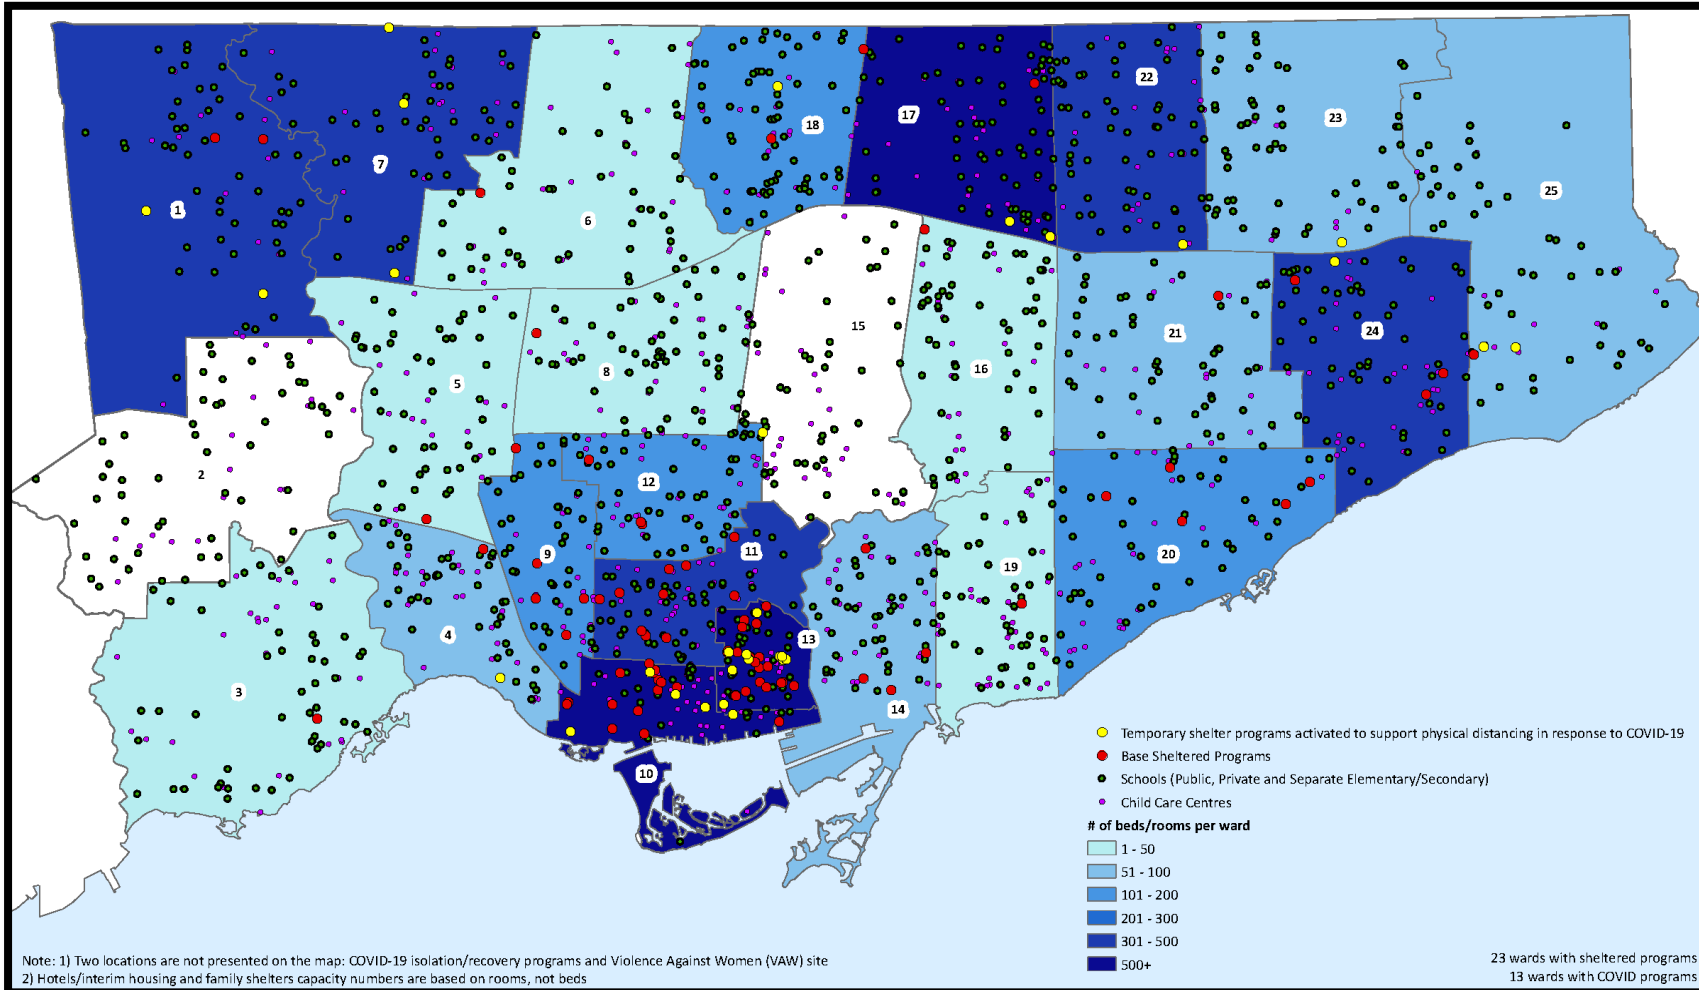 22
17
23
18
7
25
1
6
15
24
21
16
8
5
2
12
11
9
20
19
13
4
3
14
10
Temporary shelter programs activated to support physical distancing in response to COVID-19
Base Sheltered Programs
Schools (Public, Private and Separate Elementary/Secondary)
Child Care Centres
# of beds/rooms per ward
1 - 50
51 - 100
101 - 200
201 - 300
301 - 500
500+
Note: 1) Two locations are not presented on the map: COVID-19 isolation/recovery programs and Violence Against Women (VAW) site
2) Hotels/interim housing and family shelters capacity numbers are based on rooms, not beds
23 wards with sheltered programs
13 wards with COVID programs